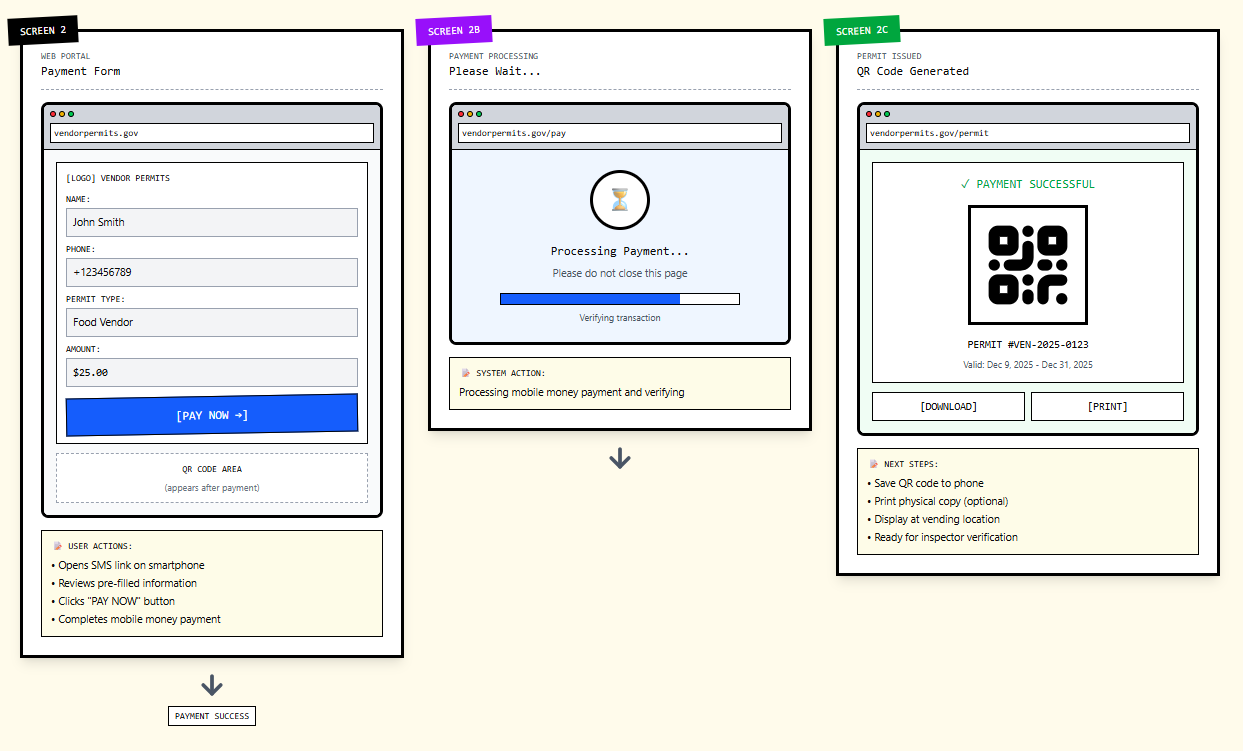 SCREEN 2
WEB PORTAL
Payment Form
vendorpermits.gov
[LOGO] VENDOR PERMITS
NAME:
John Smith
PHONE:
+123456789
PERMIT TYPE:
Food Vendor
AMOUNT:
$25.00
[PAY NOW →]
QR CODE AREA
(appears after payment)
📝 USER ACTIONS:
• Opens SMS link on smartphone
• Reviews pre-filled information
• Clicks "PAY NOW" button
• Completes mobile money payment
PAYMENT SUCCESS
SCREEN 2B
PAYMENT PROCESSING
Please Wait...
vendorpermits.gov/pay
Processing Payment...
Please do not close this page
Verifying transaction
📝 SYSTEM ACTION:
Processing mobile money payment and verifying
SCREEN 2C
PERMIT ISSUED
QR Code Generated
vendorpermits.gov/permit
✓ PAYMENT SUCCESSFUL
PERMIT #VEN-2025-0123
Valid: Dec 9, 2025 - Dec 31, 2025
[DOWNLOAD]
[PRINT]
📝 NEXT STEPS:
• Save QR code to phone
• Print physical copy (optional)
• Display at vending location
• Ready for inspector verification